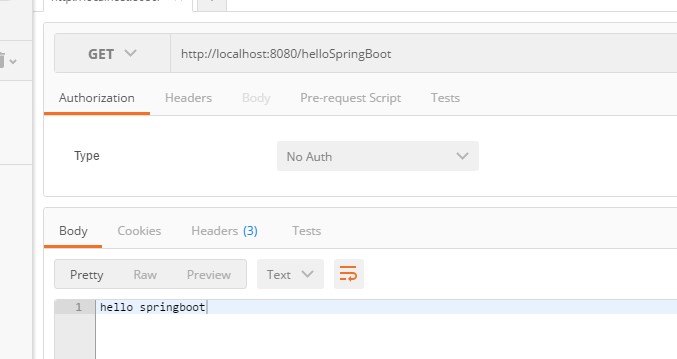 GET http://localhost:8080/helloSpringBoot
Authorization Headers Body Pre-request Script Tests
Type No Auth
Body Cookies Headers (3) Tests
Pretty Raw Preview Text
1 hello springboot